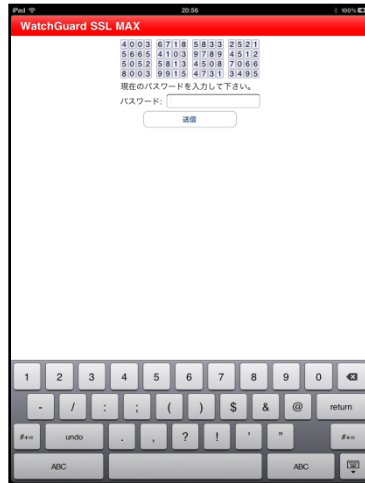 iPad 20:56 100%
WatchGuard SSL MAX
4003 6718 5833 2521
5665 4103 9789 4512
5052 5813 4508 7066
8003 9915 4731 3495
現在のパスワードを入力して下さい。
パスワード:
送信
1 2 3 4 5 6 7 8 9 0
- / : ; ( ) $ & @ return
#+= undo . , ? ! ' " #+=
ABC ABC